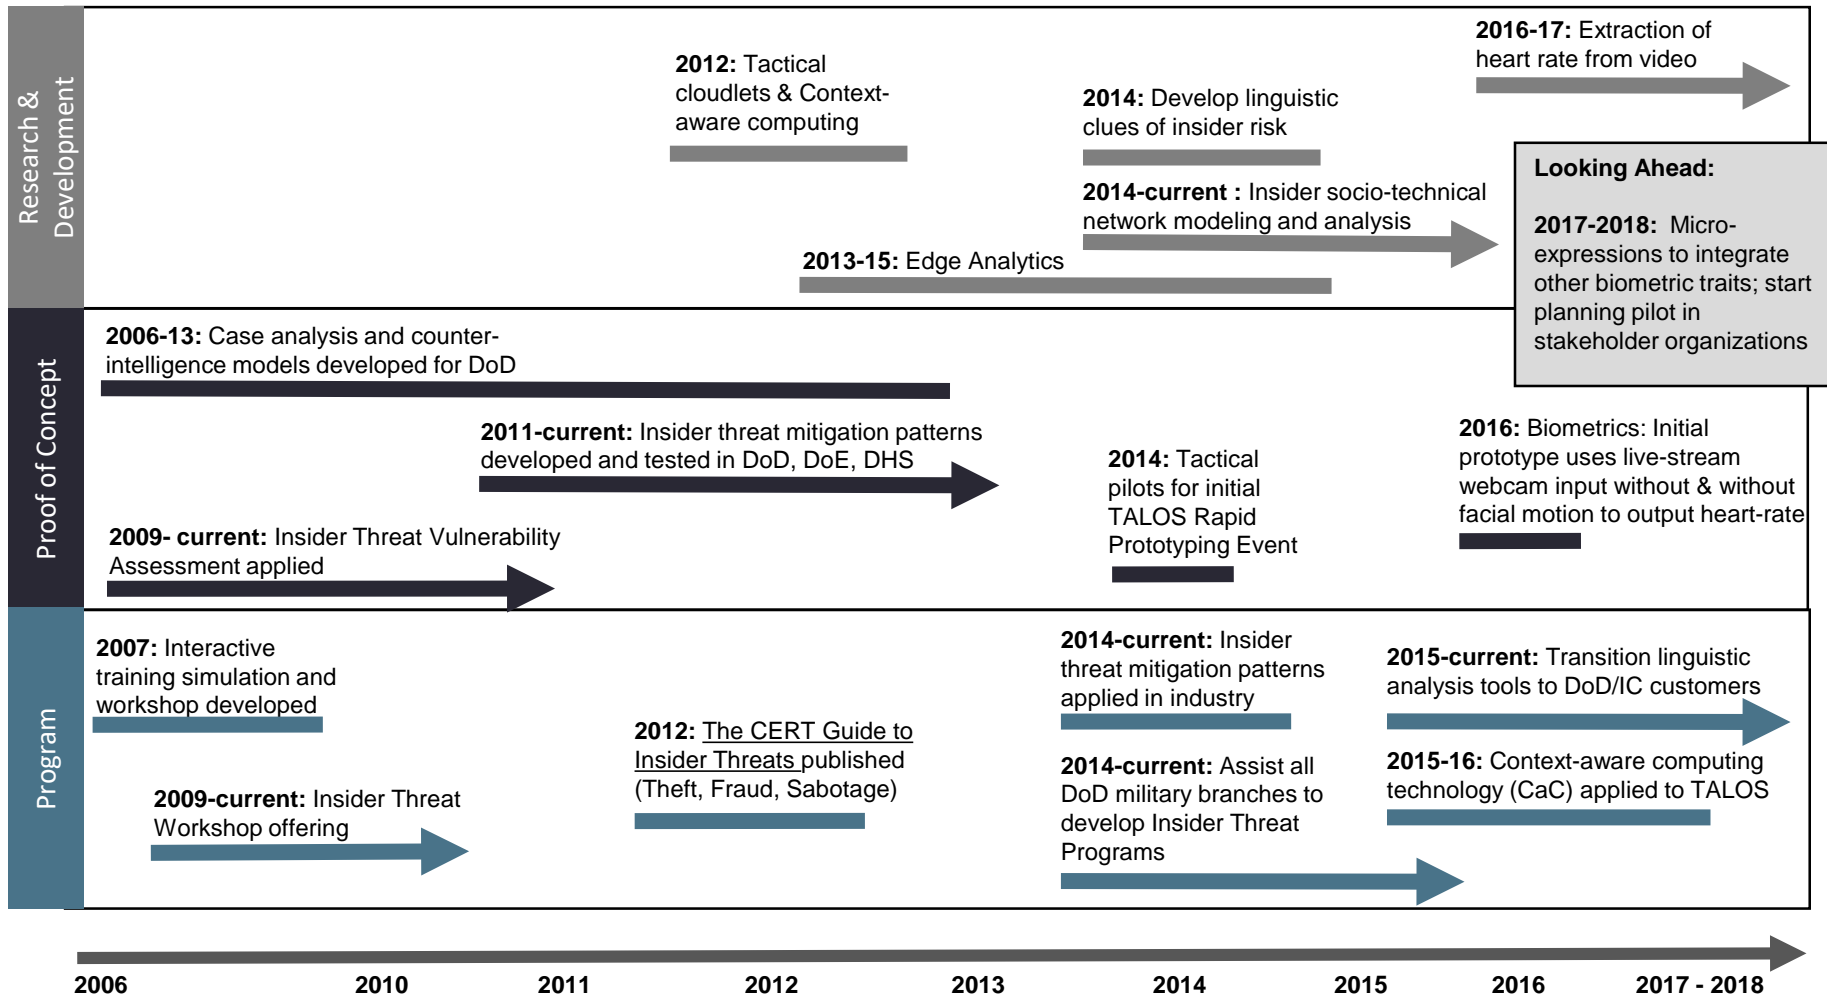 Research &
Development
2012: Tactical
cloudlets & Context-
aware computing
2014: Develop linguistic
clues of insider risk
2014-current : Insider socio-technical
network modeling and analysis
2013-15: Edge Analytics
2016-17: Extraction of
heart rate from video
Looking Ahead:
2017-2018: Micro-
expressions to integrate
other biometric traits; start
planning pilot in
stakeholder organizations
Proof of Concept
2006-13: Case analysis and counter-
intelligence models developed for DoD
2011-current: Insider threat mitigation patterns
developed and tested in DoD, DoE, DHS
2009- current: Insider Threat Vulnerability
Assessment applied
2014: Tactical
pilots for initial
TALOS Rapid
Prototyping Event
2016: Biometrics: Initial
prototype uses live-stream
webcam input without & without
facial motion to output heart-rate
Program
2007: Interactive
training simulation and
workshop developed
2009-current: Insider Threat
Workshop offering
2012: The CERT Guide to
Insider Threats published
(Theft, Fraud, Sabotage)
2014-current: Insider
threat mitigation patterns
applied in industry
2014-current: Assist all
DoD military branches to
develop Insider Threat
Programs
2015-current: Transition linguistic
analysis tools to DoD/IC customers
2015-16: Context-aware computing
technology (CaC) applied to TALOS
2006 2010 2011 2012 2013 2014 2015 2016 2017 - 2018